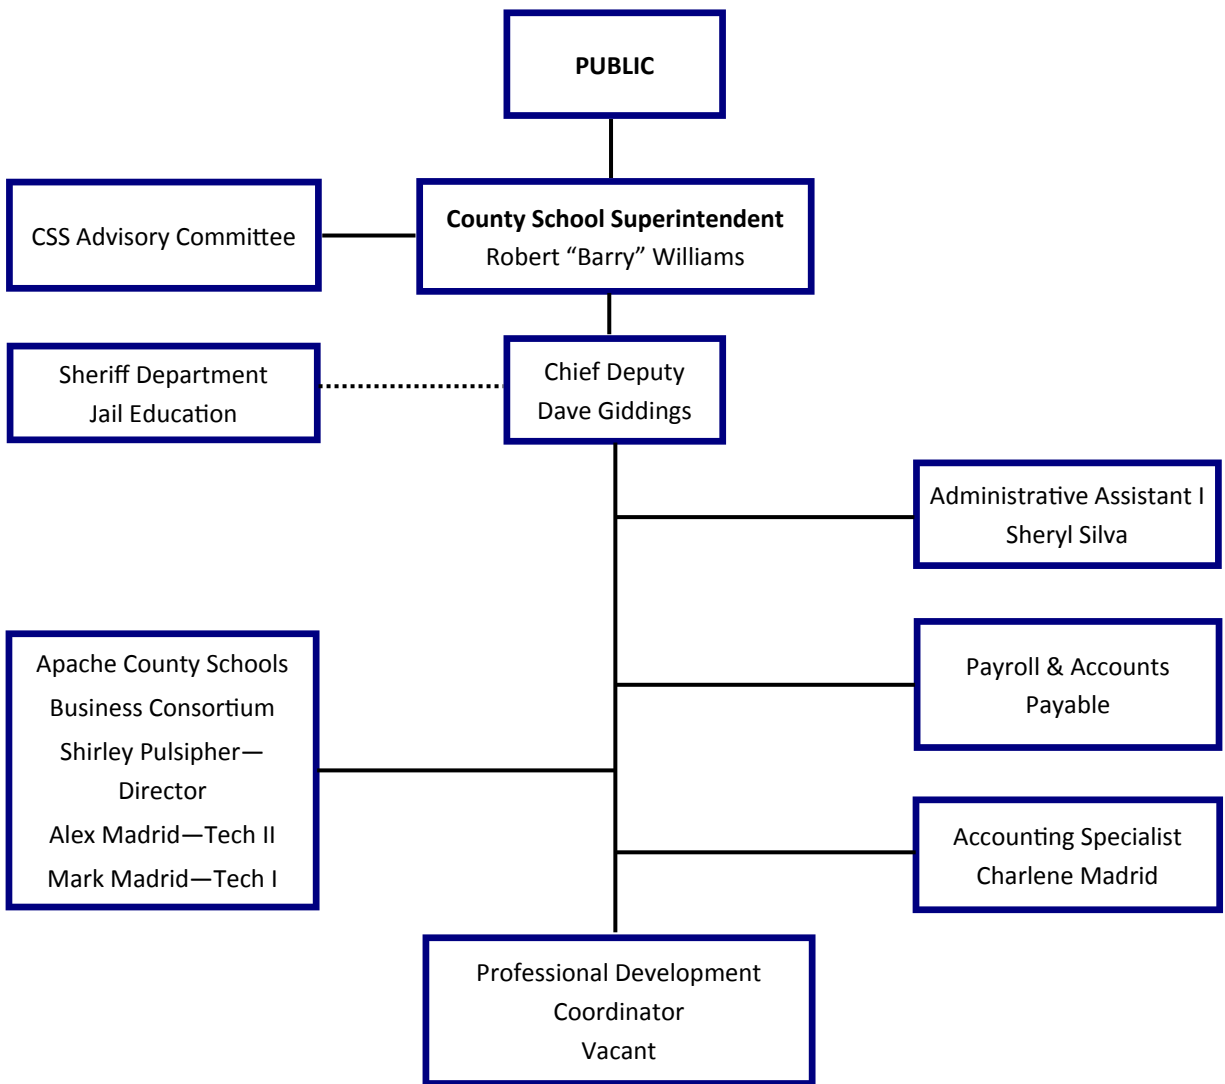 PUBLIC
CSS Advisory Committee
County School Superintendent
Robert “Barry” Williams
Sheriff Department
Jail Education
Chief Deputy
Dave Giddings
Administrative Assistant I
Sheryl Silva
Apache County Schools
Business Consortium
Shirley Pulsipher—
Director
Alex Madrid—Tech II
Mark Madrid—Tech I
Payroll & Accounts
Payable
Accounting Specialist
Charlene Madrid
Professional Development
Coordinator
Vacant